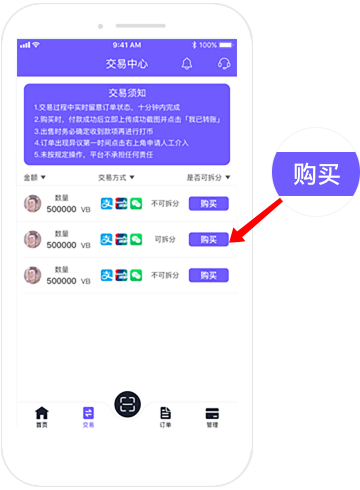 9:41 AM
100%
交易中心
交易须知
1.交易过程中实时留意订单状态，十分钟内完成
2.购买时，付款成功后立即上传成功截图并点击「我已转账」
3.出售时务必确定收到款项再进行打币
4.订单出现异议第一时间点击右上角申请人工介入
5.未按规定操作，平台不承担任何责任
金额 交易方式 是否可拆分
数量
500000 VB 不可拆分 购买
数量
500000 VB 可拆分 购买
数量
500000 VB 不可拆分 购买
购买
首页 交易 订单 管理